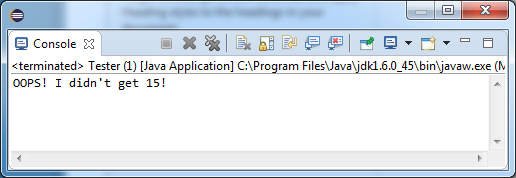 Console
<terminated> Tester (1) [Java Application] C:\Program Files\Java\jdk1.6.0_45\bin\javaw.exe (M
OOPS! I didn't get 15!